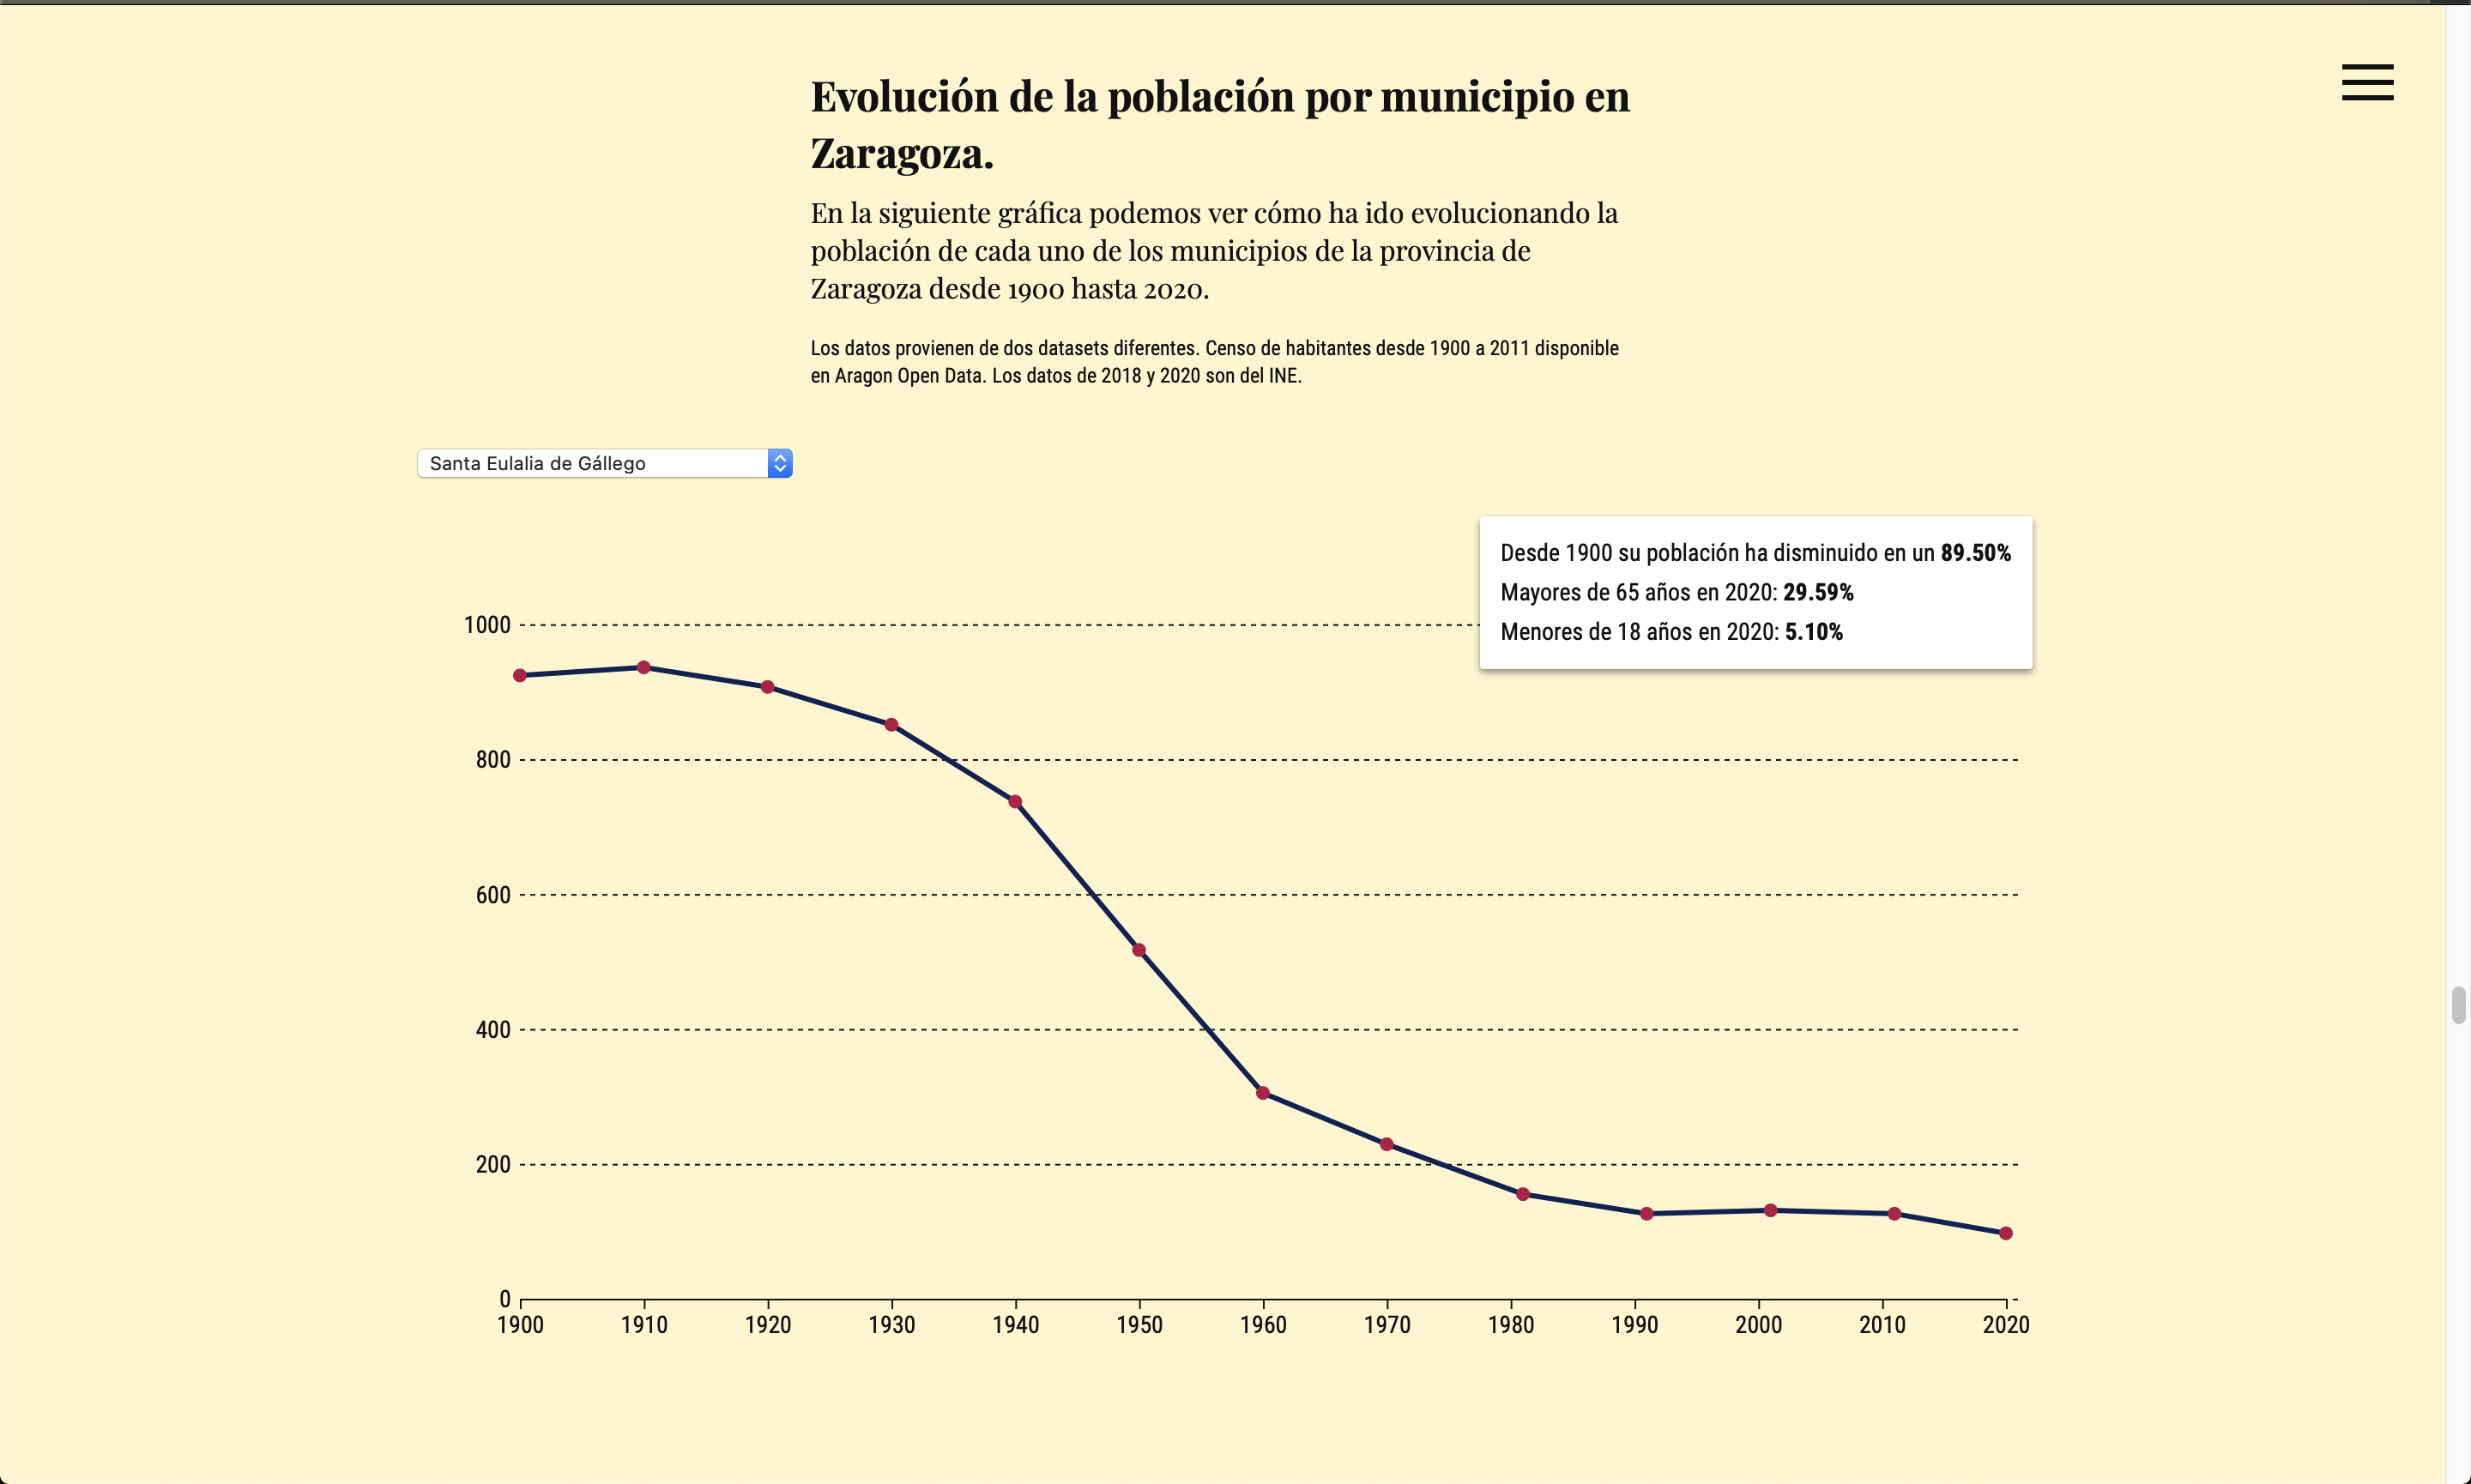 Evolución de la población por municipio en
Zaragoza.
En la siguiente gráfica podemos ver cómo ha ido evolucionando la
población de cada uno de los municipios de la provincia de
Zaragoza desde 1900 hasta 2020.
Los datos provienen de dos datasets diferentes. Censo de habitantes desde 1900 a 2011 disponible
en Aragon Open Data. Los datos de 2018 y 2020 son del INE.
Santa Eulalia de Gállego
Desde 1900 su población ha disminuido en un 89.50%
Mayores de 65 años en 2020: 29.59%
Menores de 18 años en 2020: 5.10%
1000
800
600
400
200
0
1900 1910 1920 1930 1940 1950 1960 1970 1980 1990 2000 2010 2020